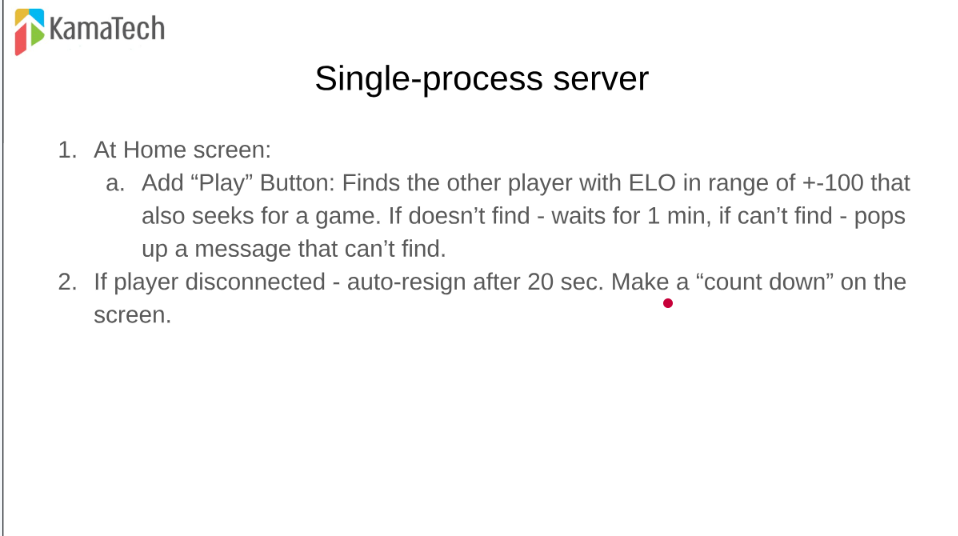 KamaTech
Single-process server
1. At Home screen:
a. Add “Play” Button: Finds the other player with ELO in range of +-100 that
also seeks for a game. If doesn’t find - waits for 1 min, if can’t find - pops
up a message that can’t find.
2. If player disconnected - auto-resign after 20 sec. Make a “count down” on the
screen.